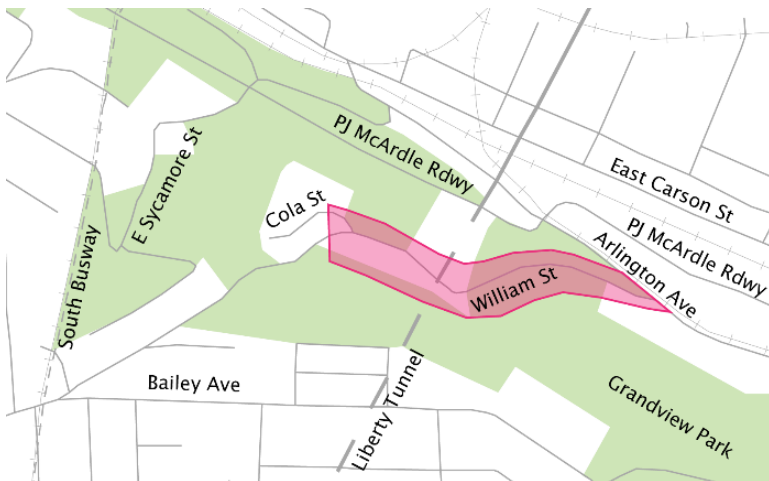 PJ McArdle Rdwy
E Sycamore St
East Carson St
Cola St
PJ McArdle Rdwy
Arlington Ave
South Busway
William St
Bailey Ave
Liberty Tunnel
Grandview Park